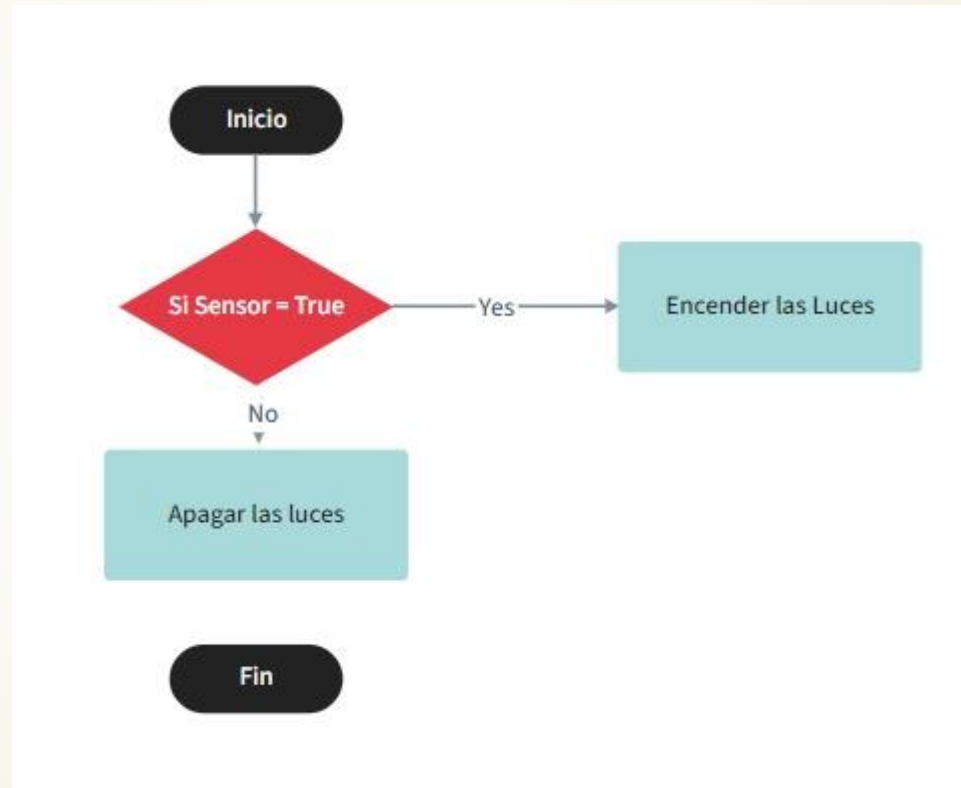 Inicio
Si Sensor = True
Yes
Encender las Luces
No
Apagar las luces
Fin